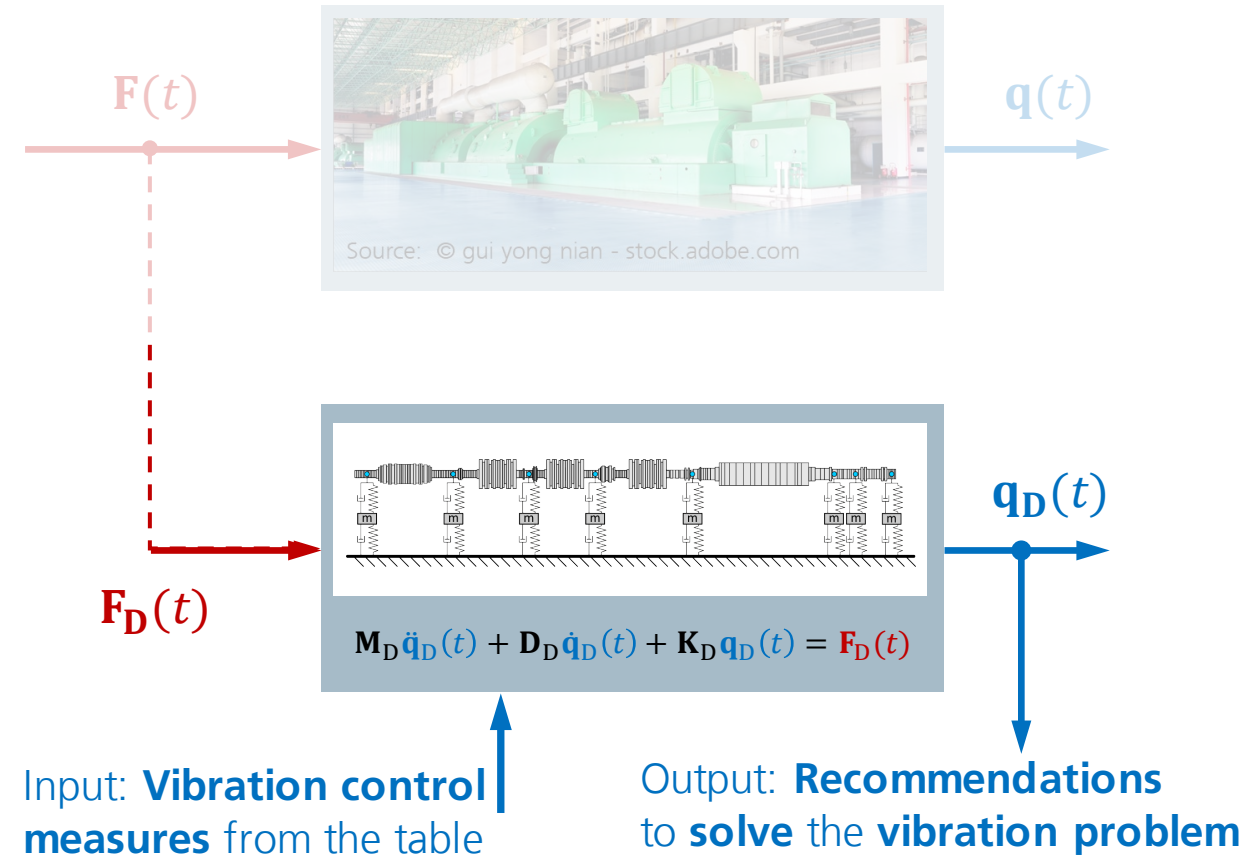 F(t)
q(t)
Source: © gui yong nian - stock.adobe.com
m m m m m m m m
q_D(t)
F_D(t)
M_D q̈_D(t) + D_D q̇_D(t) + K_D q_D(t) = F_D(t)
Input: Vibration control
measures from the table
Output: Recommendations
to solve the vibration problem